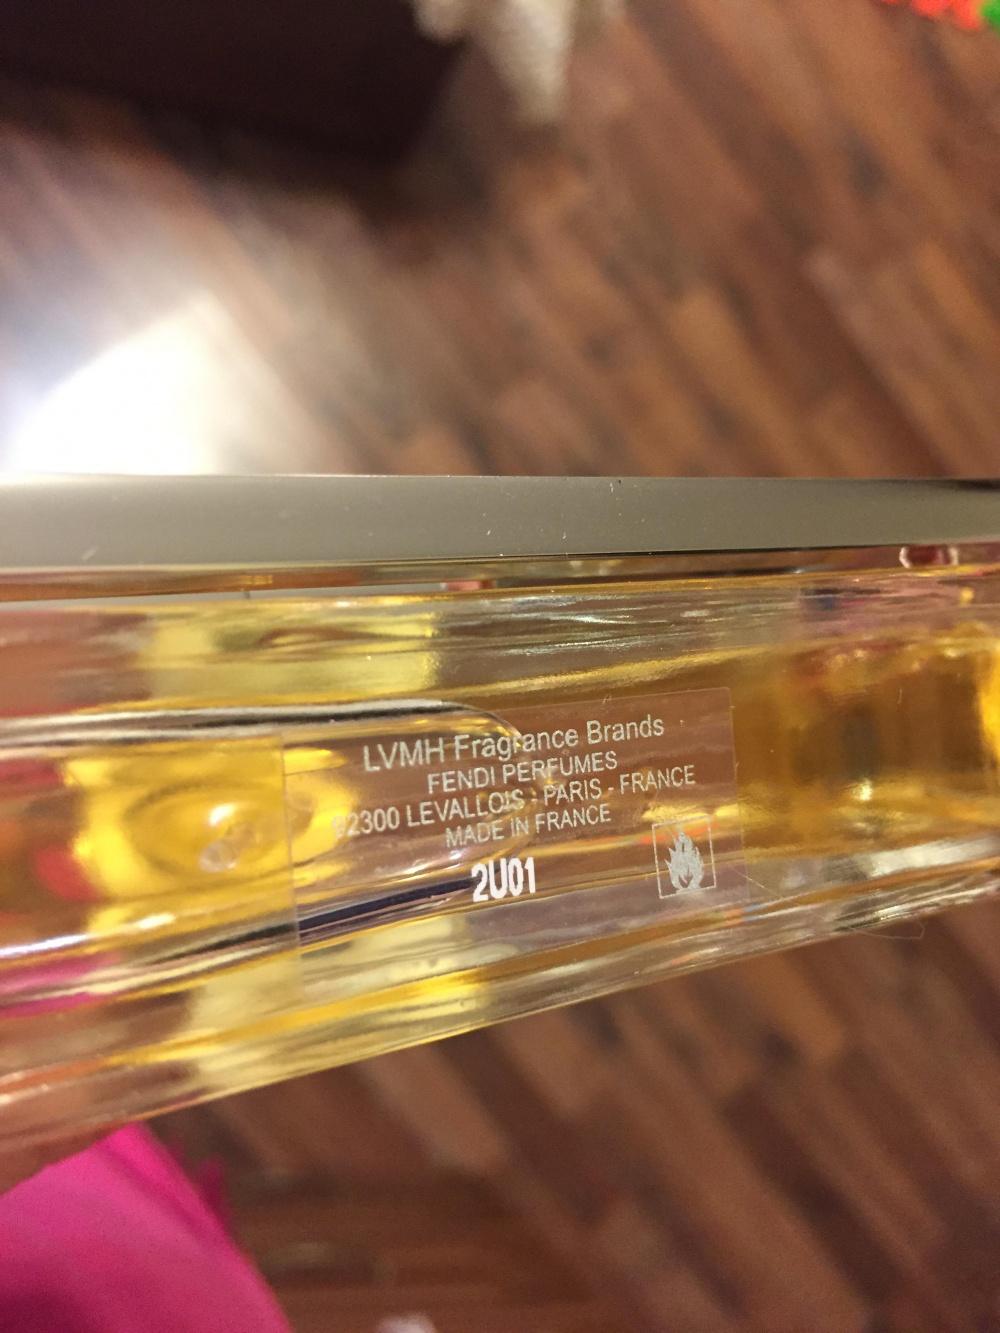 LVMH Fragrance Brands
FENDI PERFUMES
92300 LEVALLOIS - PARIS - FRANCE
MADE IN FRANCE
2U01